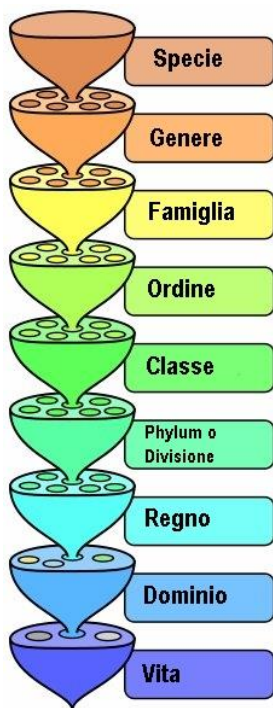 Specie
Genere
Famiglia
Ordine
Classe
Phylum o
Divisione
Regno
Dominio
Vita